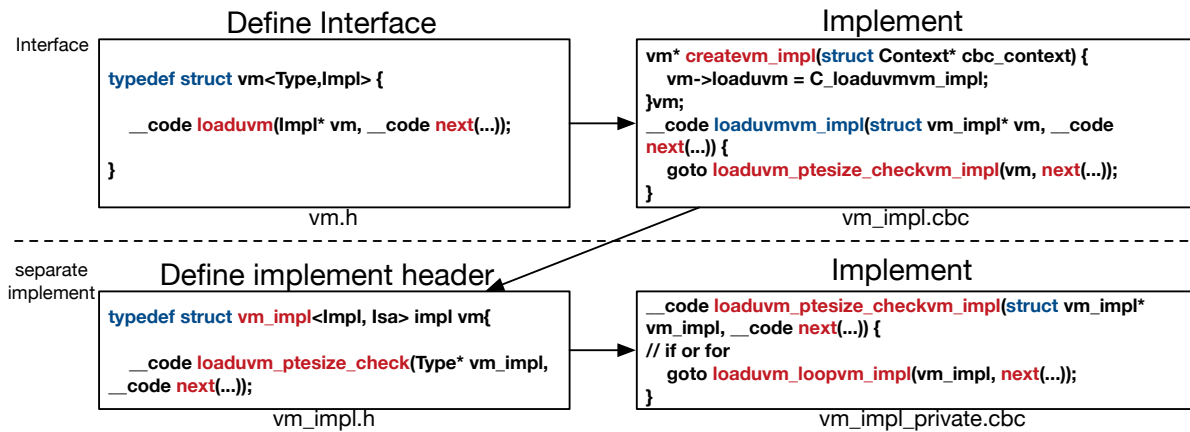 Interface
Define Interface
typedef struct vm<Type,Impl> {
__code loaduvm(Impl* vm, __code next(...));
}
vm.h
Implement
vm* createvm_impl(struct Context* cbc_context) {
vm->loaduvm = C_loaduvmvm_impl;
}vm;
__code loaduvmvm_impl(struct vm_impl* vm, __code
next(...)) {
goto loaduvm_ptesize_checkvm_impl(vm, next(...));
}
vm_impl.cbc
separate
implement
Define implement header
typedef struct vm_impl<Impl, Isa> impl vm{
__code loaduvm_ptesize_check(Type* vm_impl,
__code next(...));
vm_impl.h
Implement
__code loaduvm_ptesize_checkvm_impl(struct vm_impl*
vm_impl, __code next(...)) {
// if or for
goto loaduvm_loopvm_impl(vm_impl, next(...));
}
vm_impl_private.cbc